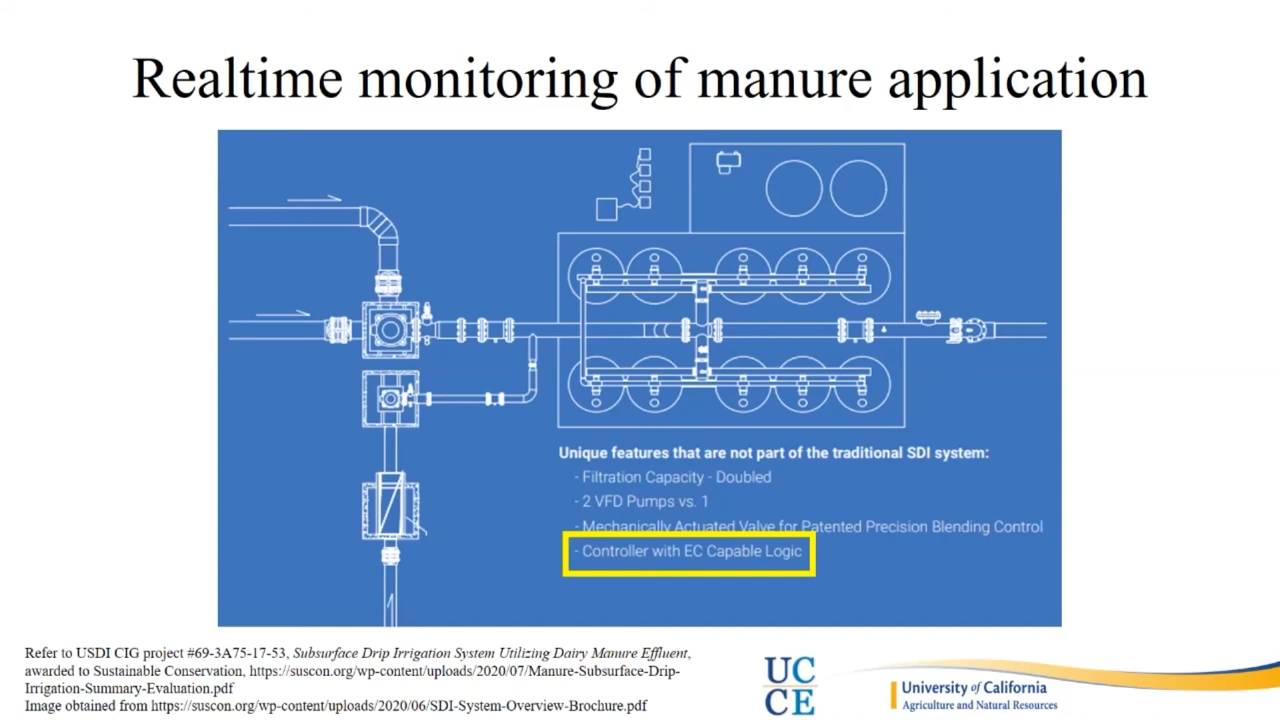 Realtime monitoring of manure application
Unique features that are not part of the traditional SDI system:
- Filtration Capacity - Doubled
- 2 VFD Pumps vs. 1
- Mechanically Actuated Valve for Patented Precision Blending Control
- Controller with EC Capable Logic
Refer to USDI CIG project #69-3A75-17-53, Subsurface Drip Irrigation System Utilizing Dairy Manure Effluent,
awarded to Sustainable Conservation, https://suscon.org/wp-content/uploads/2020/07/Manure-Subsurface-Drip-
Irrigation-Summary-Evaluation.pdf
Image obtained from https://suscon.org/wp-content/uploads/2020/06/SDI-System-Overview-Brochure.pdf
UC
CE
University of California
Agriculture and Natural Resources